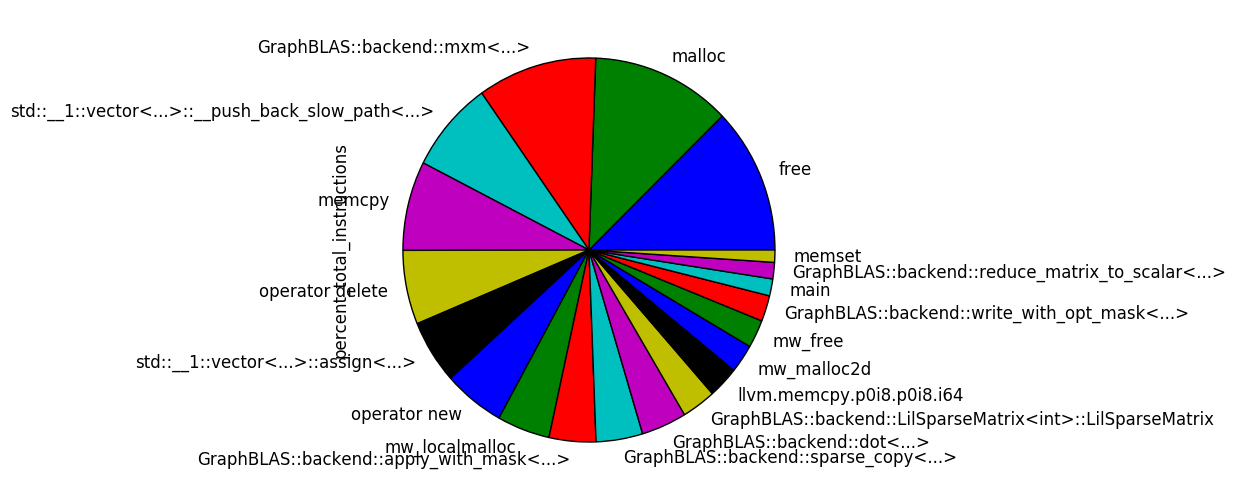 GraphBLAS::backend::mxm<...>
malloc
std::__1::vector<...>::__push_back_slow_path<...>
free
memcpy
percent_total_instructions
operator delete
memset
GraphBLAS::backend::reduce_matrix_to_scalar<...>
main
GraphBLAS::backend::write_with_opt_mask<...>
mw_free
std::__1::vector<...>::assign<...>
mw_malloc2d
llvm.memcpy.p0i8.p0i8.i64
operator new
GraphBLAS::backend::LilSparseMatrix<int>::LilSparseMatrix
mw_localmalloc
GraphBLAS::backend::dot<...>
GraphBLAS::backend::apply_with_mask<...>
GraphBLAS::backend::sparse_copy<...>